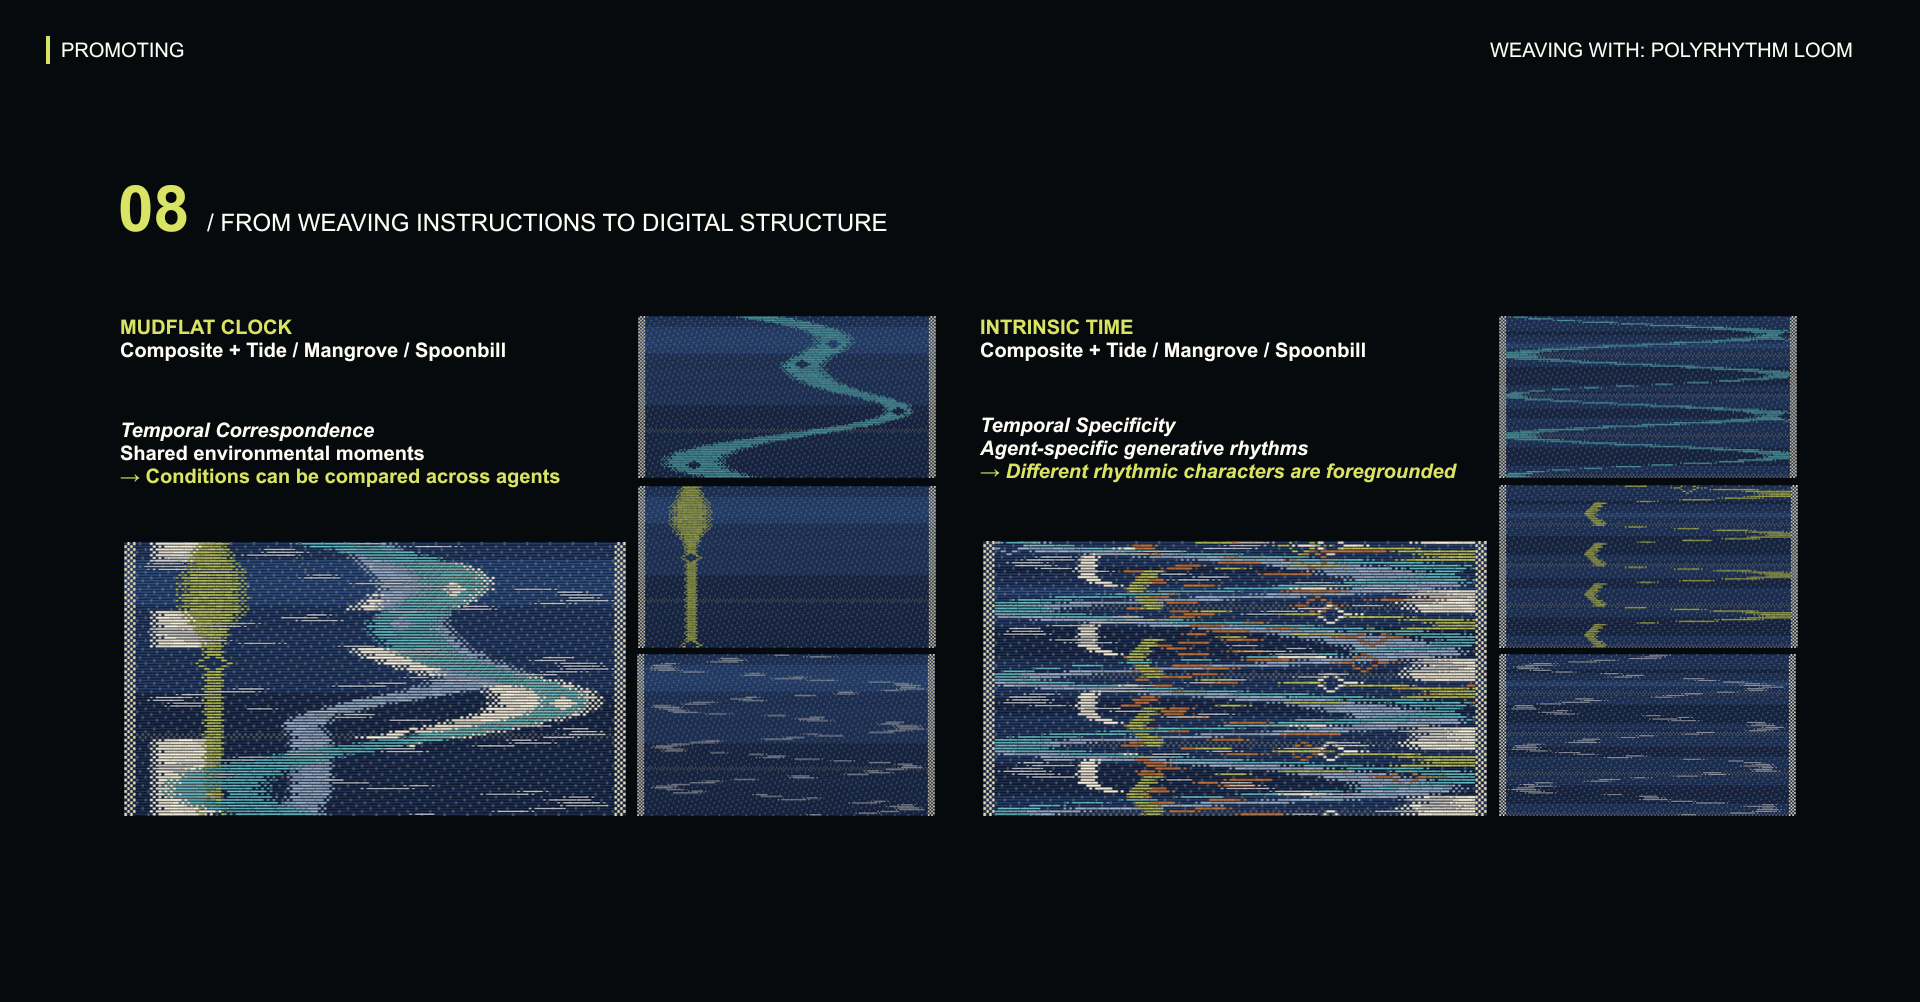 PROMOTING
WEAVING WITH: POLYRHYTHM LOOM
08 / FROM WEAVING INSTRUCTIONS TO DIGITAL STRUCTURE
MUDFLAT CLOCK
Composite + Tide / Mangrove / Spoonbill
Temporal Correspondence
Shared environmental moments
→ Conditions can be compared across agents
INTRINSIC TIME
Composite + Tide / Mangrove / Spoonbill
Temporal Specificity
Agent-specific generative rhythms
→ Different rhythmic characters are foregrounded